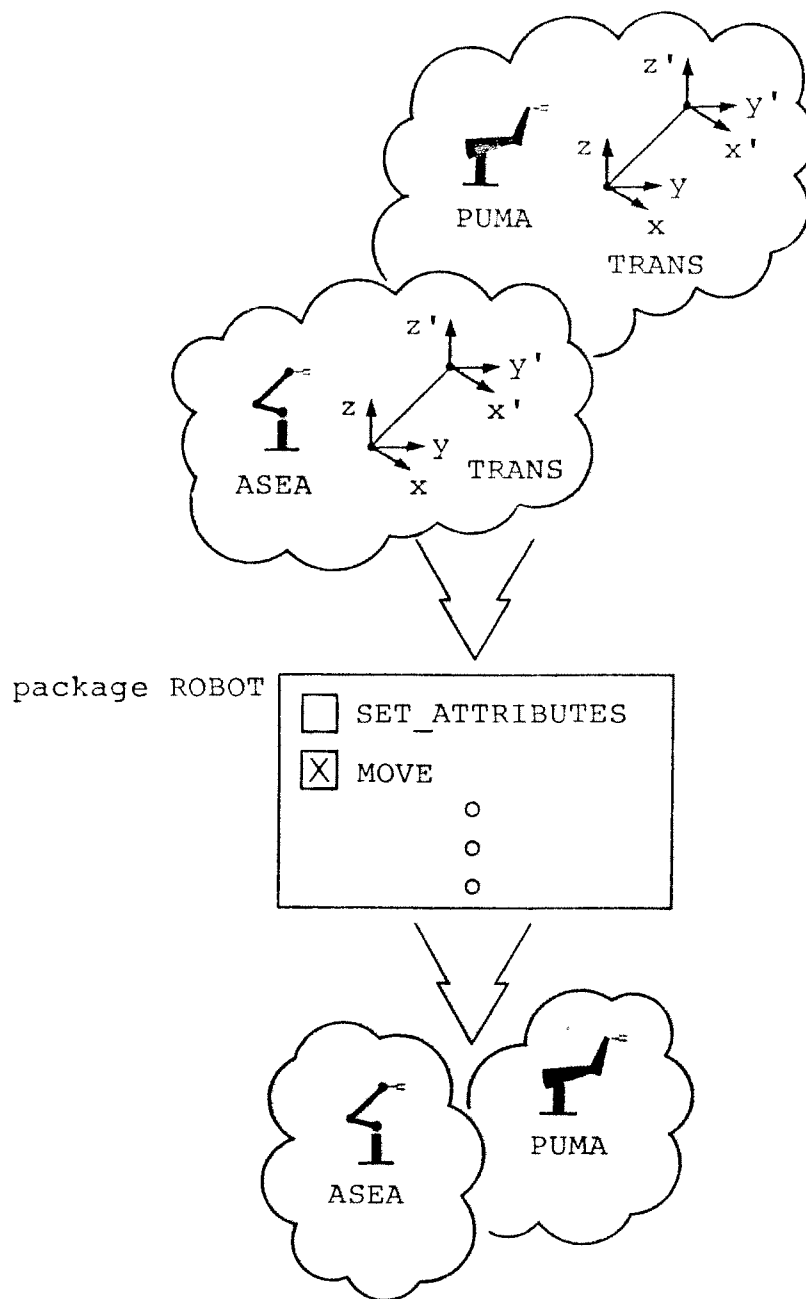 z'
y'
x'
z
y
x
PUMA
TRANS
z'
y'
x'
z
y
x
ASEA
TRANS
package ROBOT
SET_ATTRIBUTES
X MOVE
ASEA
PUMA